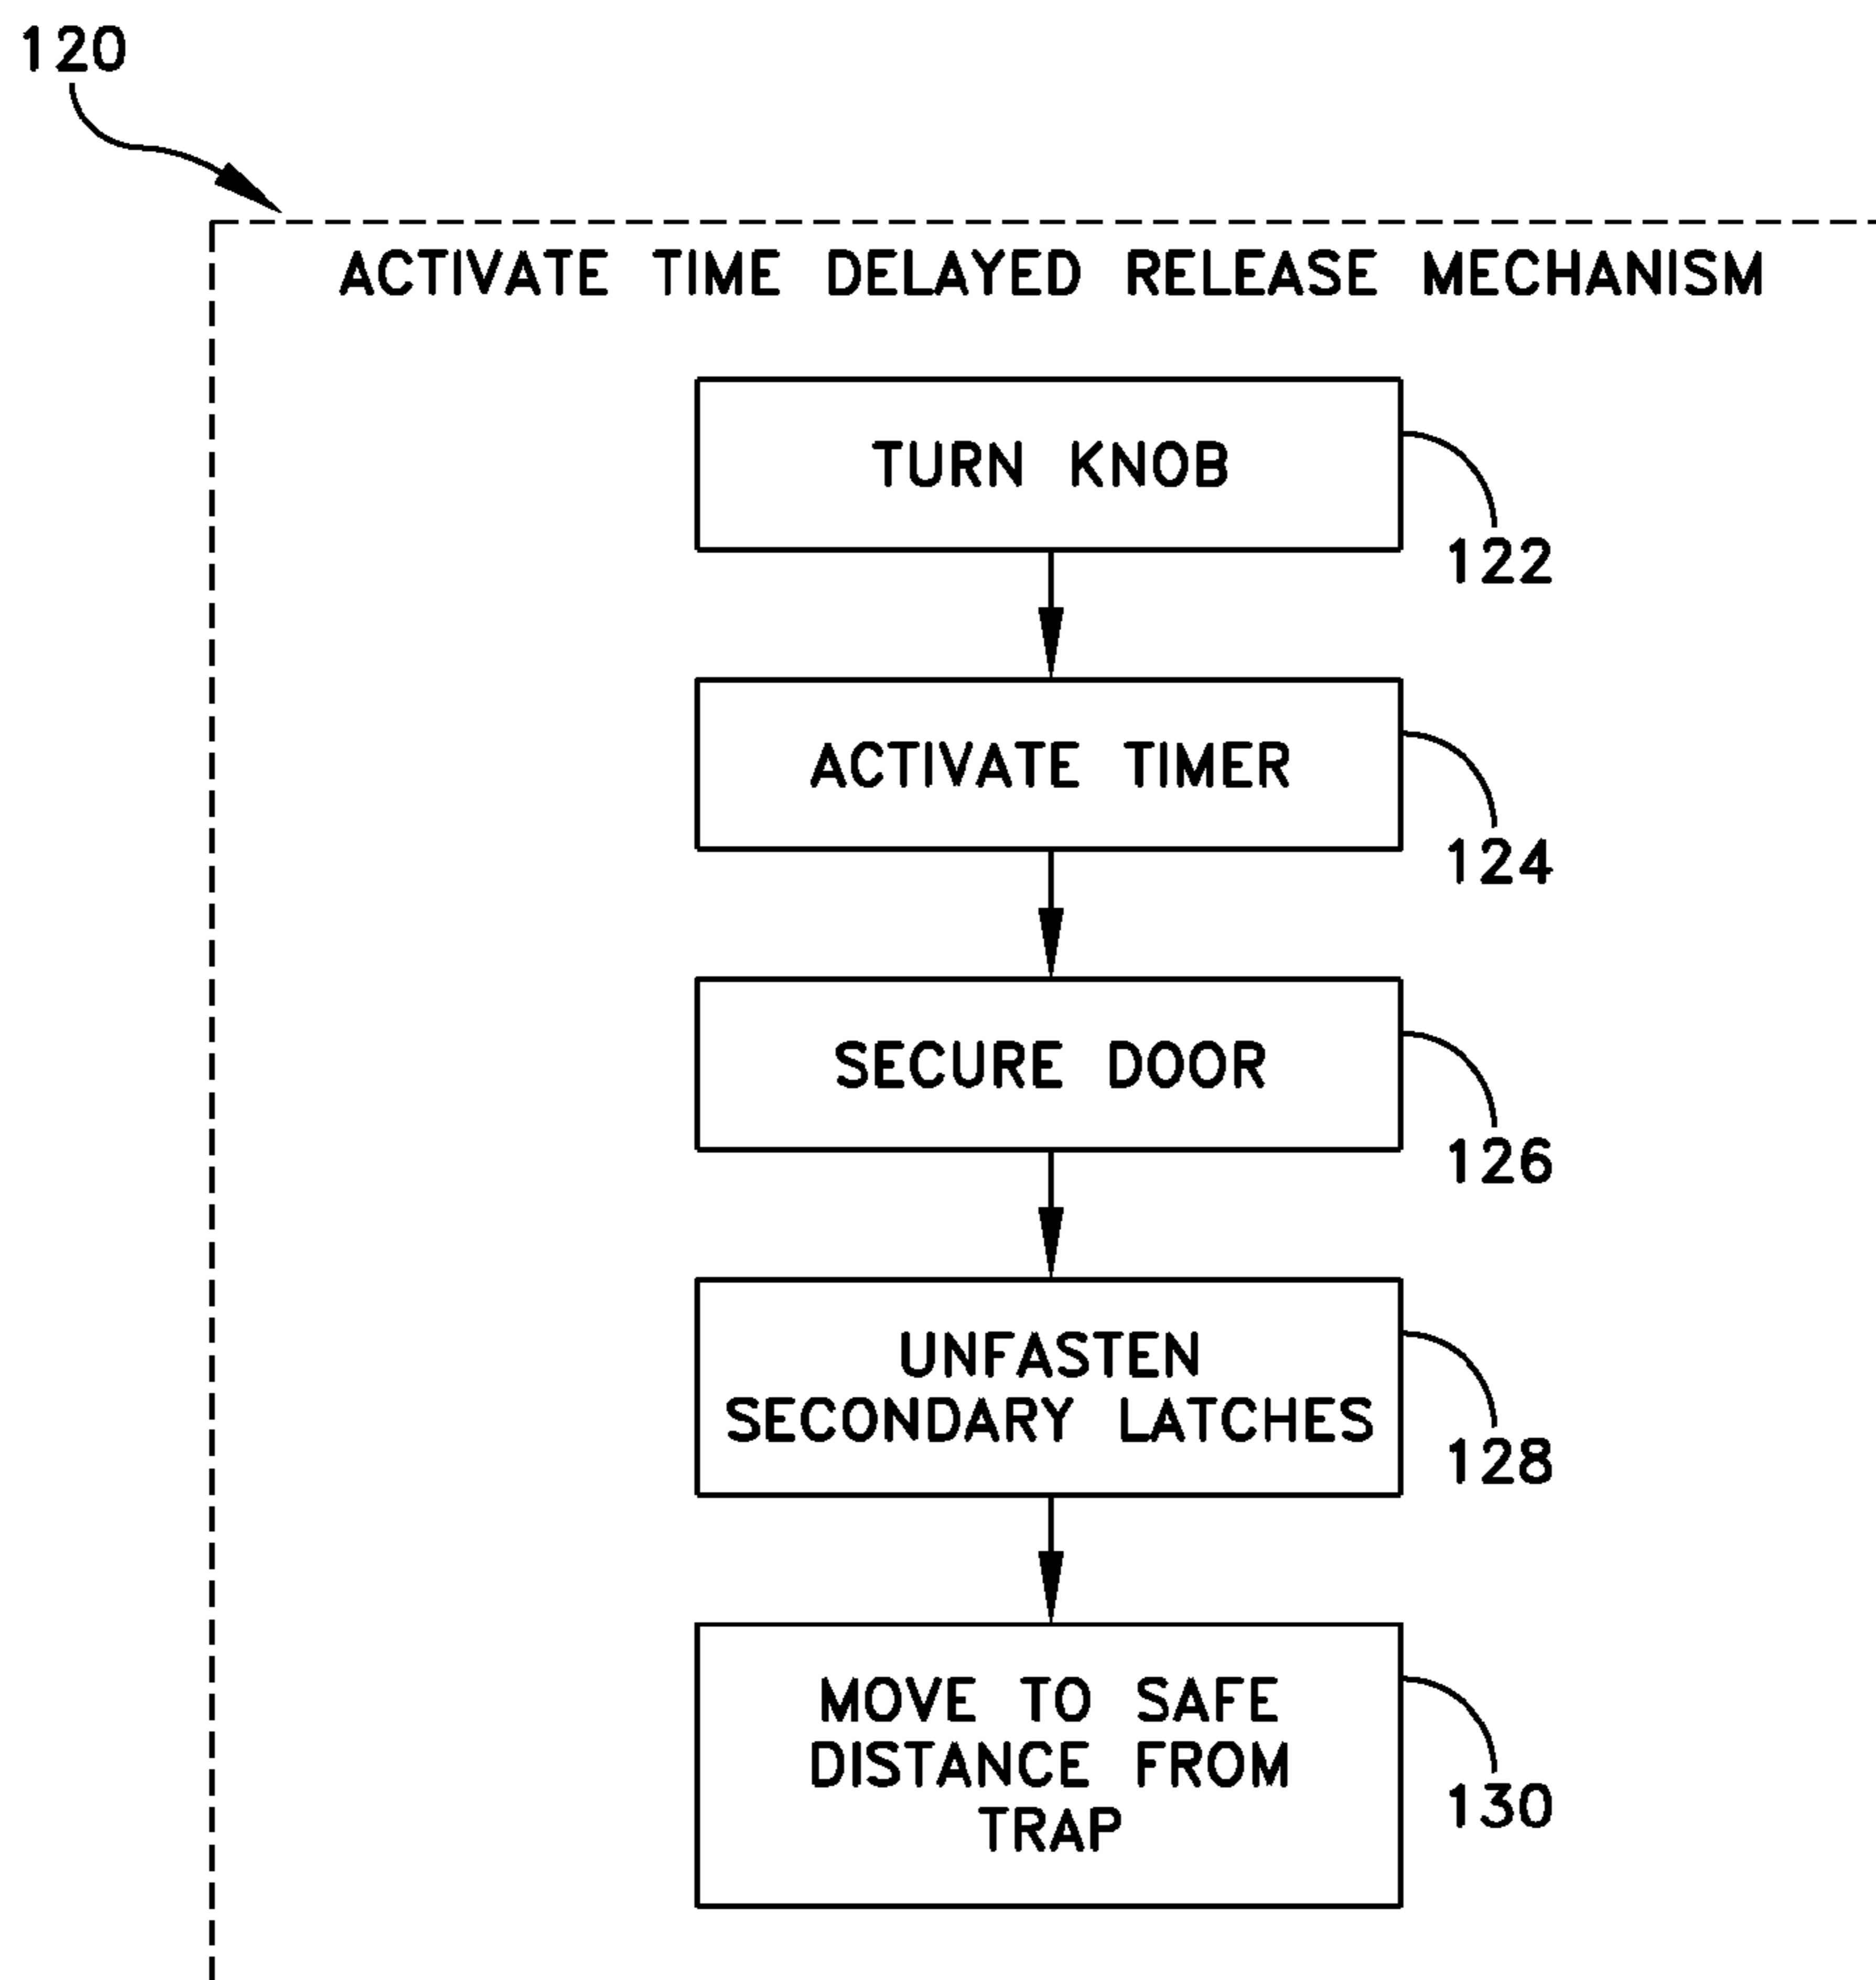 120
ACTIVATE TIME DELAYED RELEASE MECHANISM
TURN KNOB
122
ACTIVATE TIMER
124
SECURE DOOR
126
UNFASTEN
SECONDARY LATCHES
128
MOVE TO SAFE
DISTANCE FROM
TRAP
130